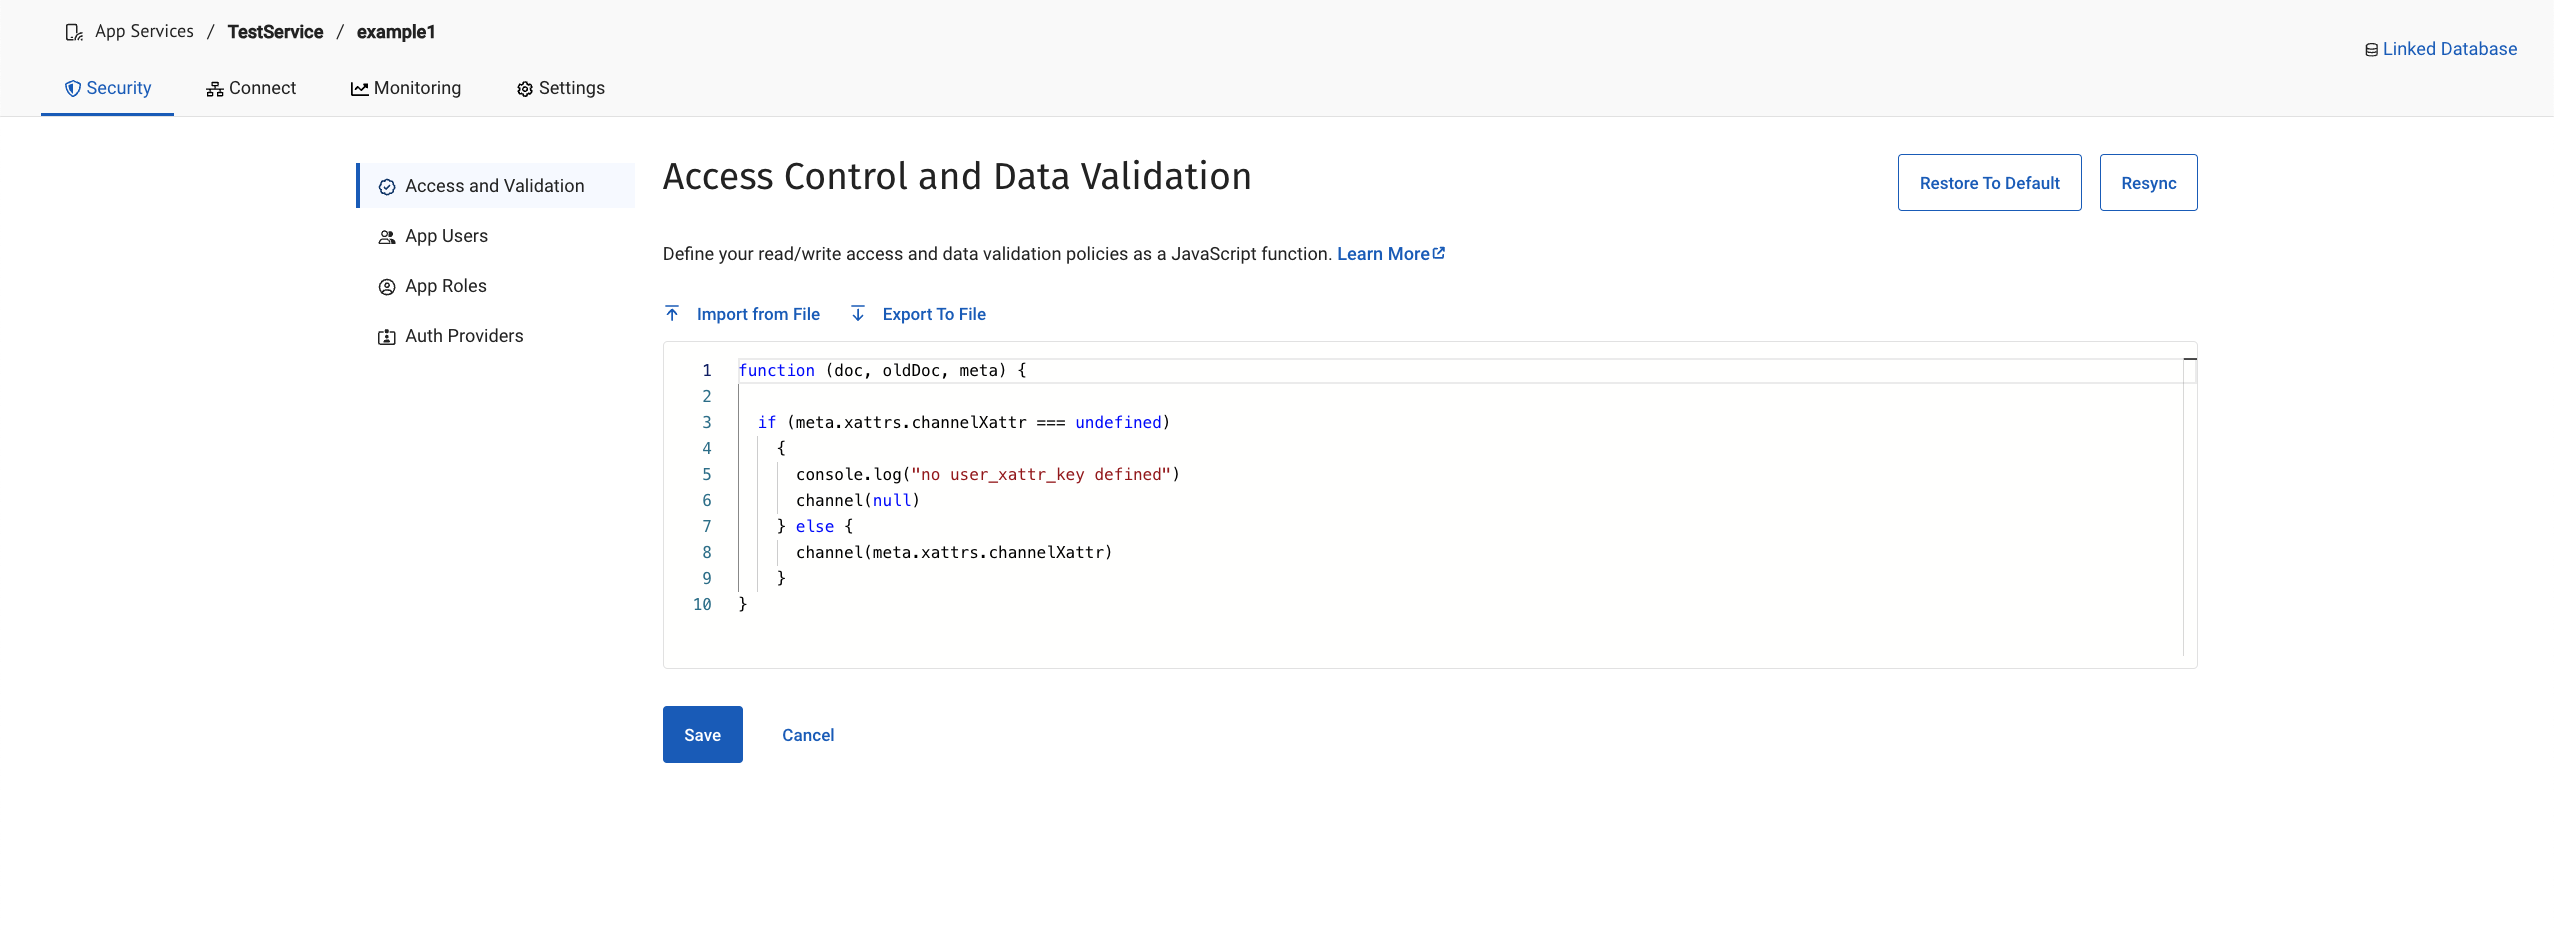 App Services / TestService / example1
Linked Database
Security Connect Monitoring Settings
Access and Validation
App Users
App Roles
Auth Providers
Access Control and Data Validation
Restore To Default Resync
Define your read/write access and data validation policies as a JavaScript function. Learn More
Import from File Export To File
1 function (doc, oldDoc, meta) {
2
3   if (meta.xattrs.channelXattr === undefined)
4     {
5       console.log("no user_xattr_key defined")
6       channel(null)
7     } else {
8       channel(meta.xattrs.channelXattr)
9     }
10 }
Save Cancel